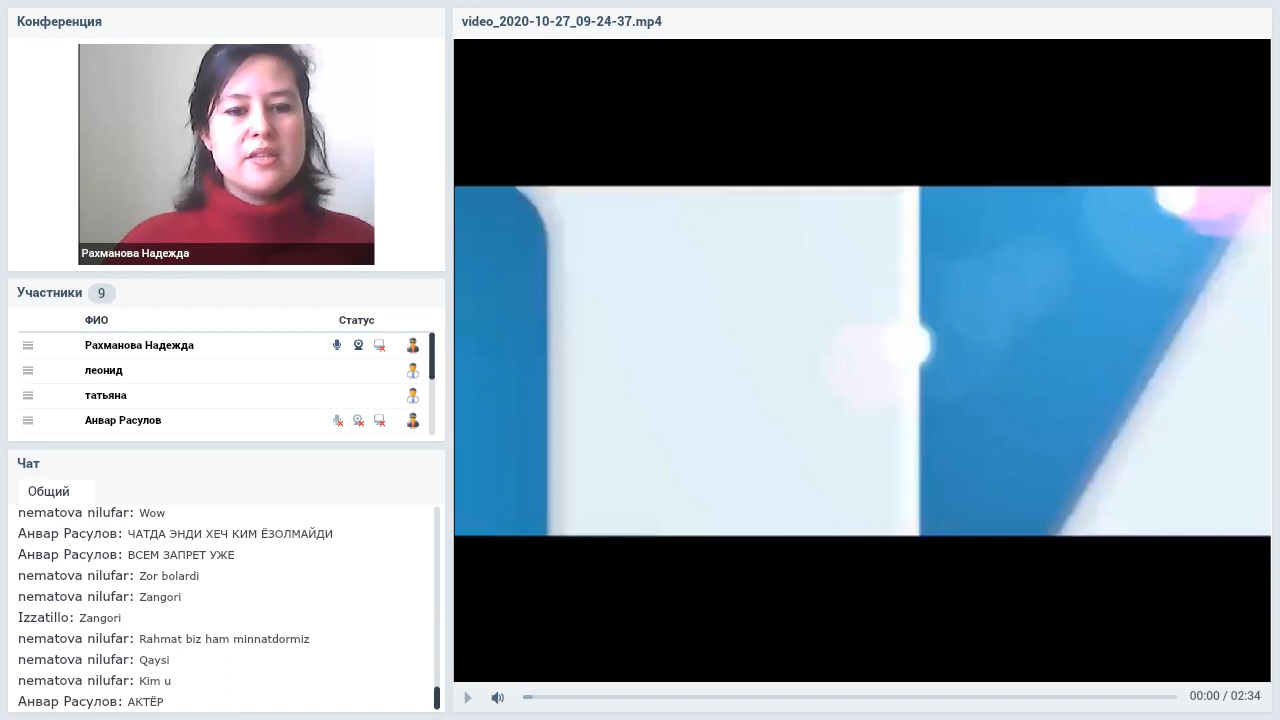 Конференция
Рахманова Надежда
Участники 9
ФИО Статус
Рахманова Надежда
леонид
татьяна
Анвар Расулов
Чат
Общий
nematova nilufar: Wow
Анвар Расулов: ЧАТДА ЭНДИ ХЕЧ КИМ ЁЗОЛМАЙДИ
Анвар Расулов: ВСЕМ ЗАПРЕТ УЖЕ
nematova nilufar: Zor bolardi
nematova nilufar: Zangori
Izzatillo: Zangori
nematova nilufar: Rahmat biz ham minnatdormiz
nematova nilufar: Qaysi
nematova nilufar: Kim u
Анвар Расулов: АКТЁР
video_2020-10-27_09-24-37.mp4
00:00 / 02:34